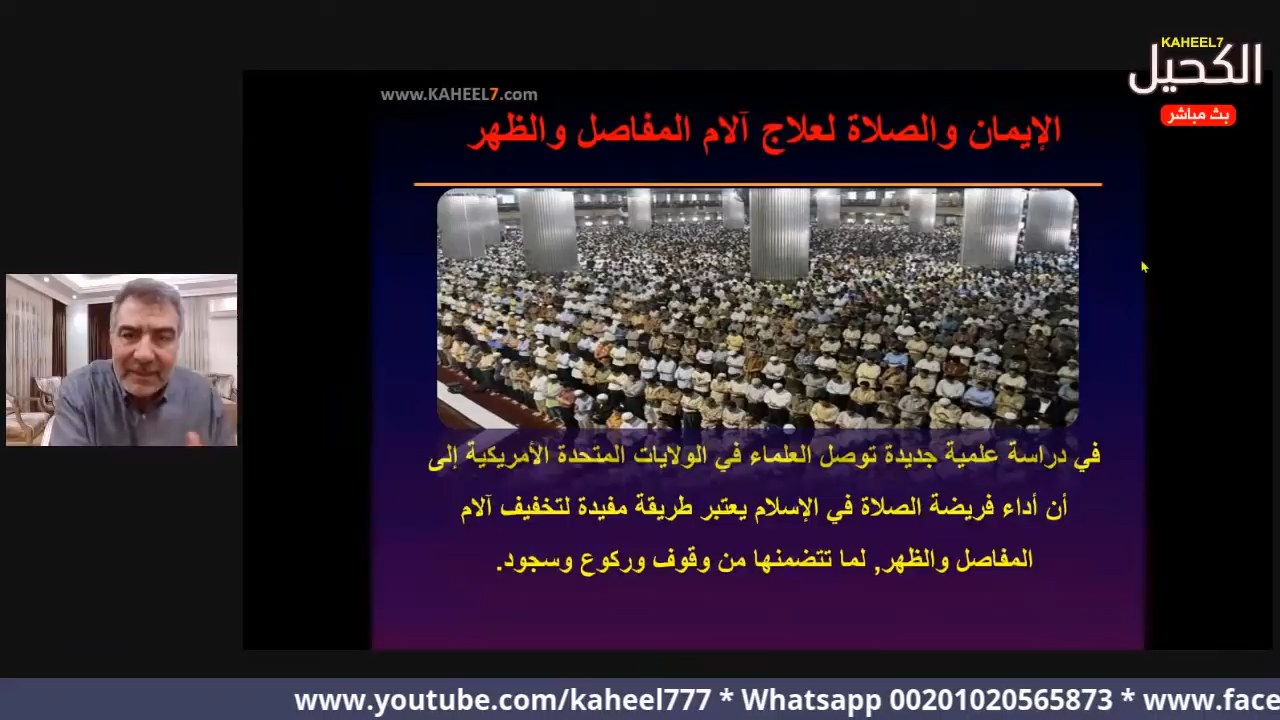 KAHEEL7
الكحيل
بث مباشر
www.KAHEEL7.com
الإيمان والصلاة لعلاج آلام المفاصل والظهر
في دراسة علمية جديدة توصل العلماء في الولايات المتحدة الأمريكية إلى
أن أداء فريضة الصلاة في الإسلام يعتبر طريقة مفيدة لتخفيف آلام
المفاصل والظهر, لما تتضمنها من وقوف وركوع وسجود.
www.youtube.com/kaheel777 * Whatsapp 00201020565873 * www.face